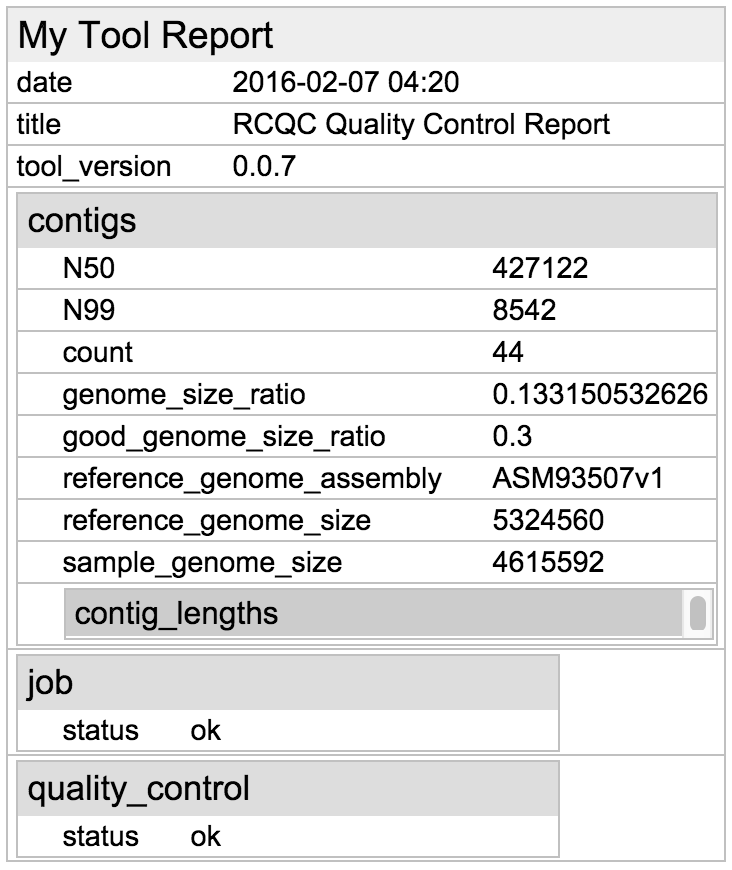 My Tool Report
date 2016-02-07 04:20
title RCQC Quality Control Report
tool_version 0.0.7
contigs
N50 427122
N99 8542
count 44
genome_size_ratio 0.133150532626
good_genome_size_ratio 0.3
reference_genome_assembly ASM93507v1
reference_genome_size 5324560
sample_genome_size 4615592
contig_lengths
job
status ok
quality_control
status ok